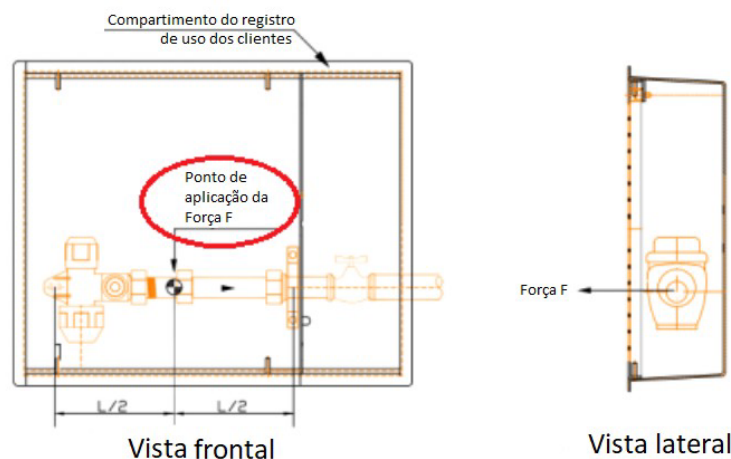 Compartimento do registro
de uso dos clientes
Ponto de
aplicação da
Força F
Força F
L/2
L/2
Vista frontal
Vista lateral